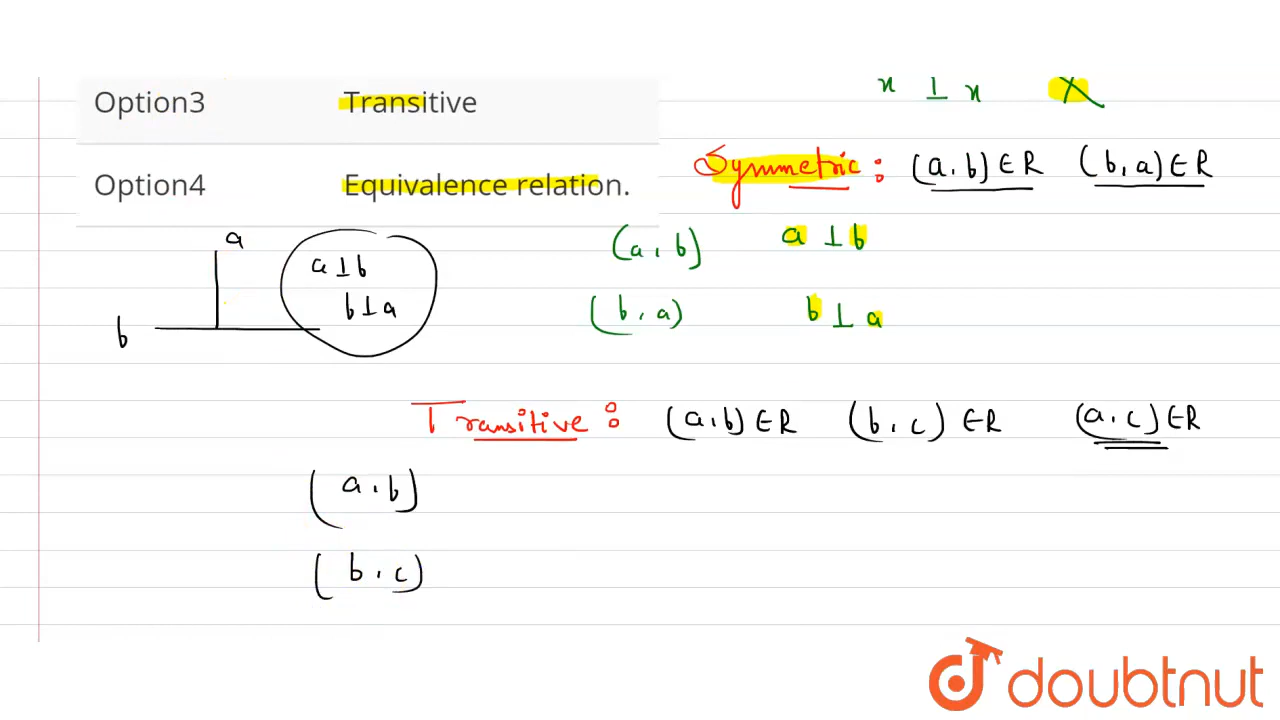 Option3 Transitive
x ⊥ x X
Option4 Equivalence relation.
Symmetric : (a, b) ∈ R (b, a) ∈ R
a
b
a ⊥ b
b ⊥ a
(a, b) a ⊥ b
(b, a) b ⊥ a
Transitive : (a, b) ∈ R (b, c) ∈ R (a, c) ∈ R
(a, b)
(b, c)
doubtnut